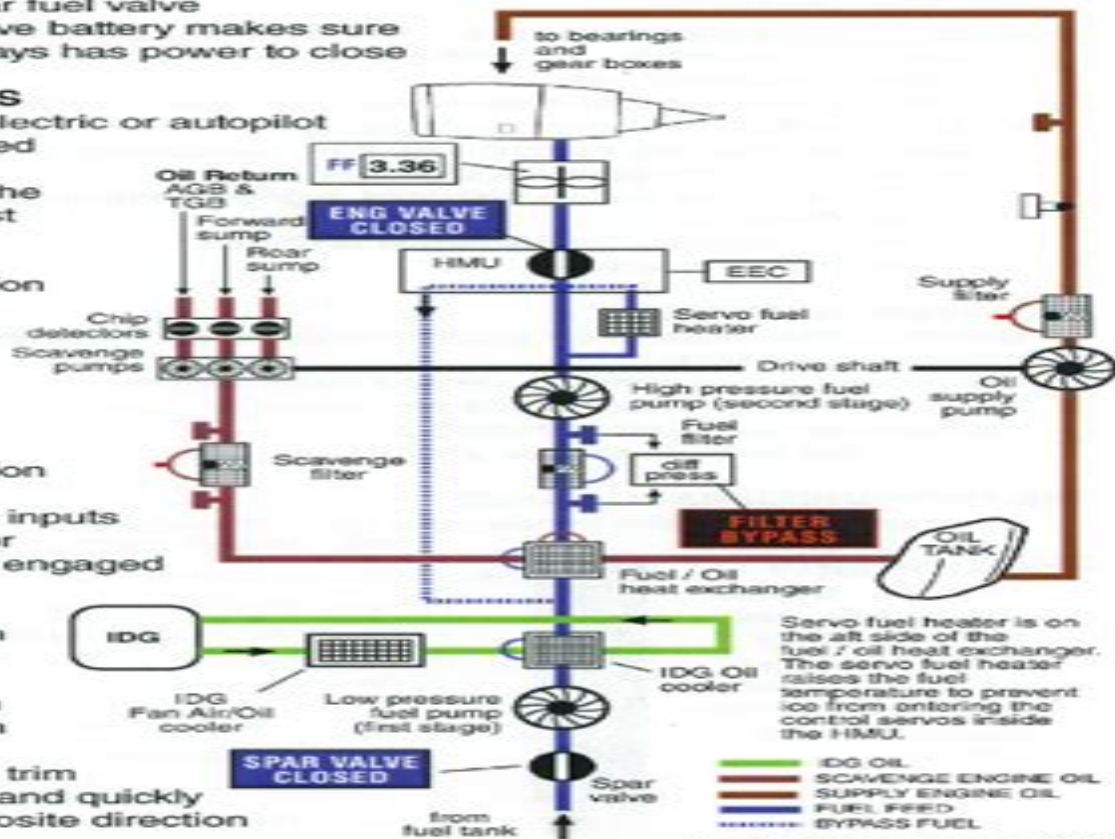 ar fuel valve
ve battery makes sure
ays has power to close
s
lectric or autopilot
ed
he
st
ion
on
inputs
r
engaged
n
trim
and quickly
osite direction
to bearings
and
gear boxes
FF 3.36
Oil Return
AGB &
TGB
Forward
sump
Rear
sump
ENG VALVE
CLOSED
HMU
EEC
Chip
detectors
Servo fuel
heater
Supply
filter
Scavenge
pumps
Drive shaft
High pressure fuel
pump (second stage)
Oil
supply
pump
Fuel
filter
Scavenge
filter
diff
press
FILTER
BYPASS
OIL
TANK
Fuel / Oil
heat exchanger
IDG
IDG Oil
cooler
IDG
Fan Air/Oil
cooler
Low pressure
fuel pump
(first stage)
Servo fuel heater is on
the aft side of the
fuel / oil heat exchanger.
The servo fuel heater
raises the fuel
temperature to prevent
ice from entering the
control servos inside
the HMU.
SPAR VALVE
CLOSED
Spar
valve
from
fuel tank
IDG OIL
SCAVENGE ENGINE OIL
SUPPLY ENGINE OIL
FUEL FEED
BYPASS FUEL